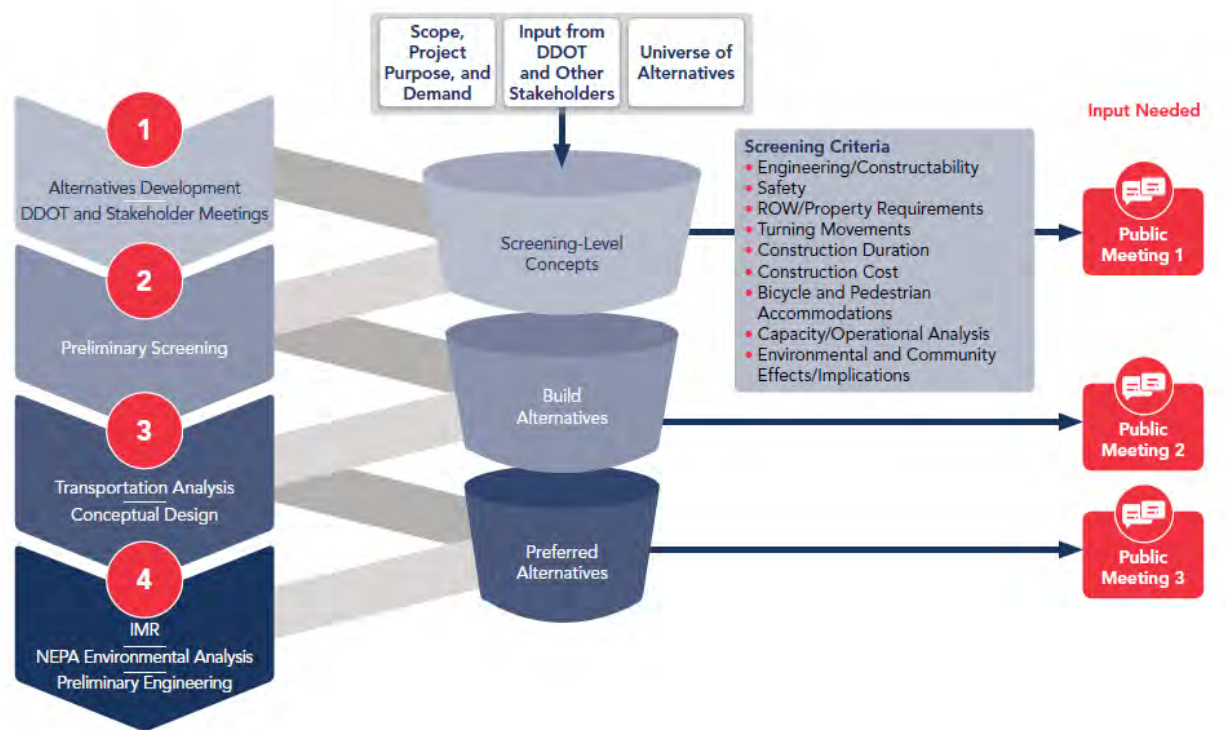 Scope,
Project
Purpose, and
Demand
Input from
DDOT
and Other
Stakeholders
Universe of
Alternatives
1
Alternatives Development
DDOT and Stakeholder Meetings
2
Preliminary Screening
3
Transportation Analysis
Conceptual Design
4
IMR
NEPA Environmental Analysis
Preliminary Engineering
Screening-Level
Concepts
Build
Alternatives
Preferred
Alternatives
Screening Criteria
• Engineering/Constructability
• Safety
• ROW/Property Requirements
• Turning Movements
• Construction Duration
• Construction Cost
• Bicycle and Pedestrian
Accommodations
• Capacity/Operational Analysis
• Environmental and Community
Effects/Implications
Input Needed
Public
Meeting 1
Public
Meeting 2
Public
Meeting 3